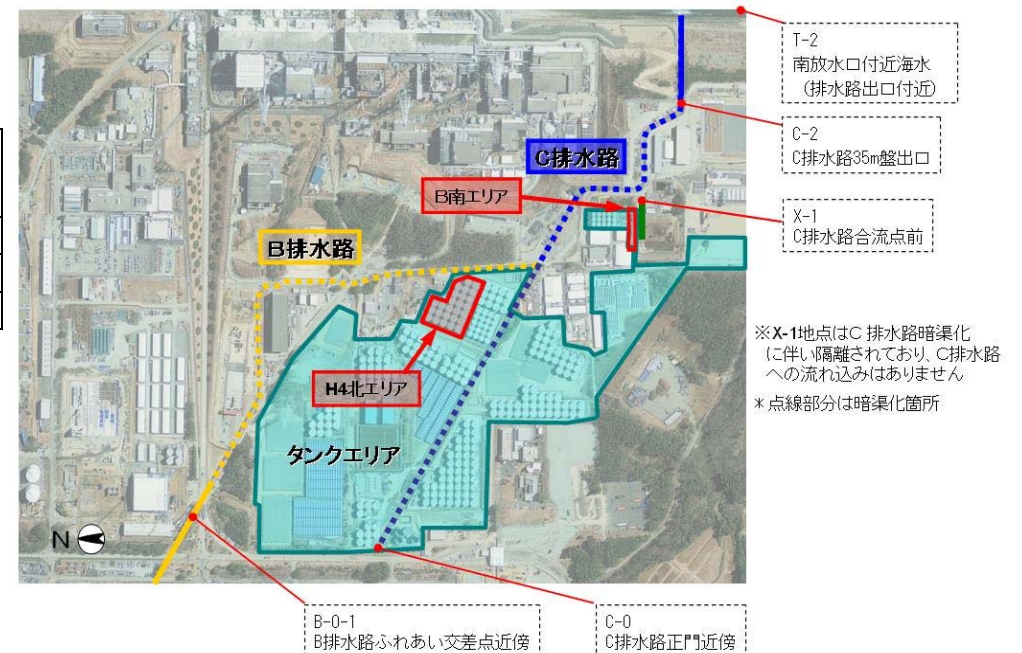 T-2
南放水口付近海水
（排水路出口付近）
C排水路
C-2
C排水路35m盤出口
B南エリア
X-1
C排水路合流点前
B排水路
※X-1地点はC 排水路暗渠化
に伴い隔離されており、C排水路
への流れ込みはありません
＊点線部分は暗渠化箇所
H4北エリア
タンクエリア
N
B-0-1
B排水路ふれあい交差点近傍
C-0
C排水路正門近傍